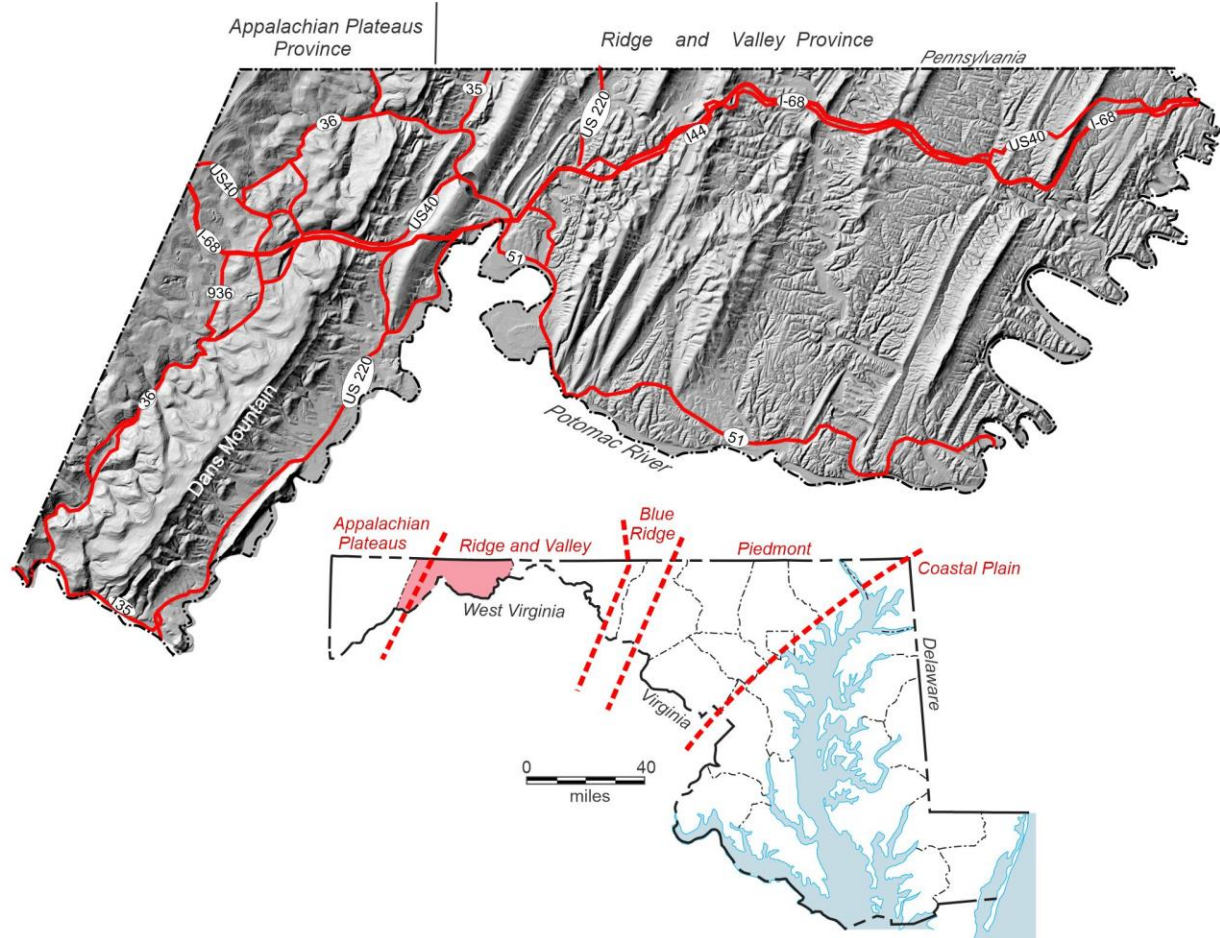 Appalachian Plateaus
Province
Ridge and Valley Province
Pennsylvania
35
US 220
I-68
36
I44
US40
I-68
US40
US40
I-68
51
936
36
US 220
Dans Mountain
Potomac River
51
135
Appalachian
Plateaus
Ridge and Valley
Blue
Ridge
Piedmont
Coastal Plain
West Virginia
Virginia
Delaware
0 40
miles